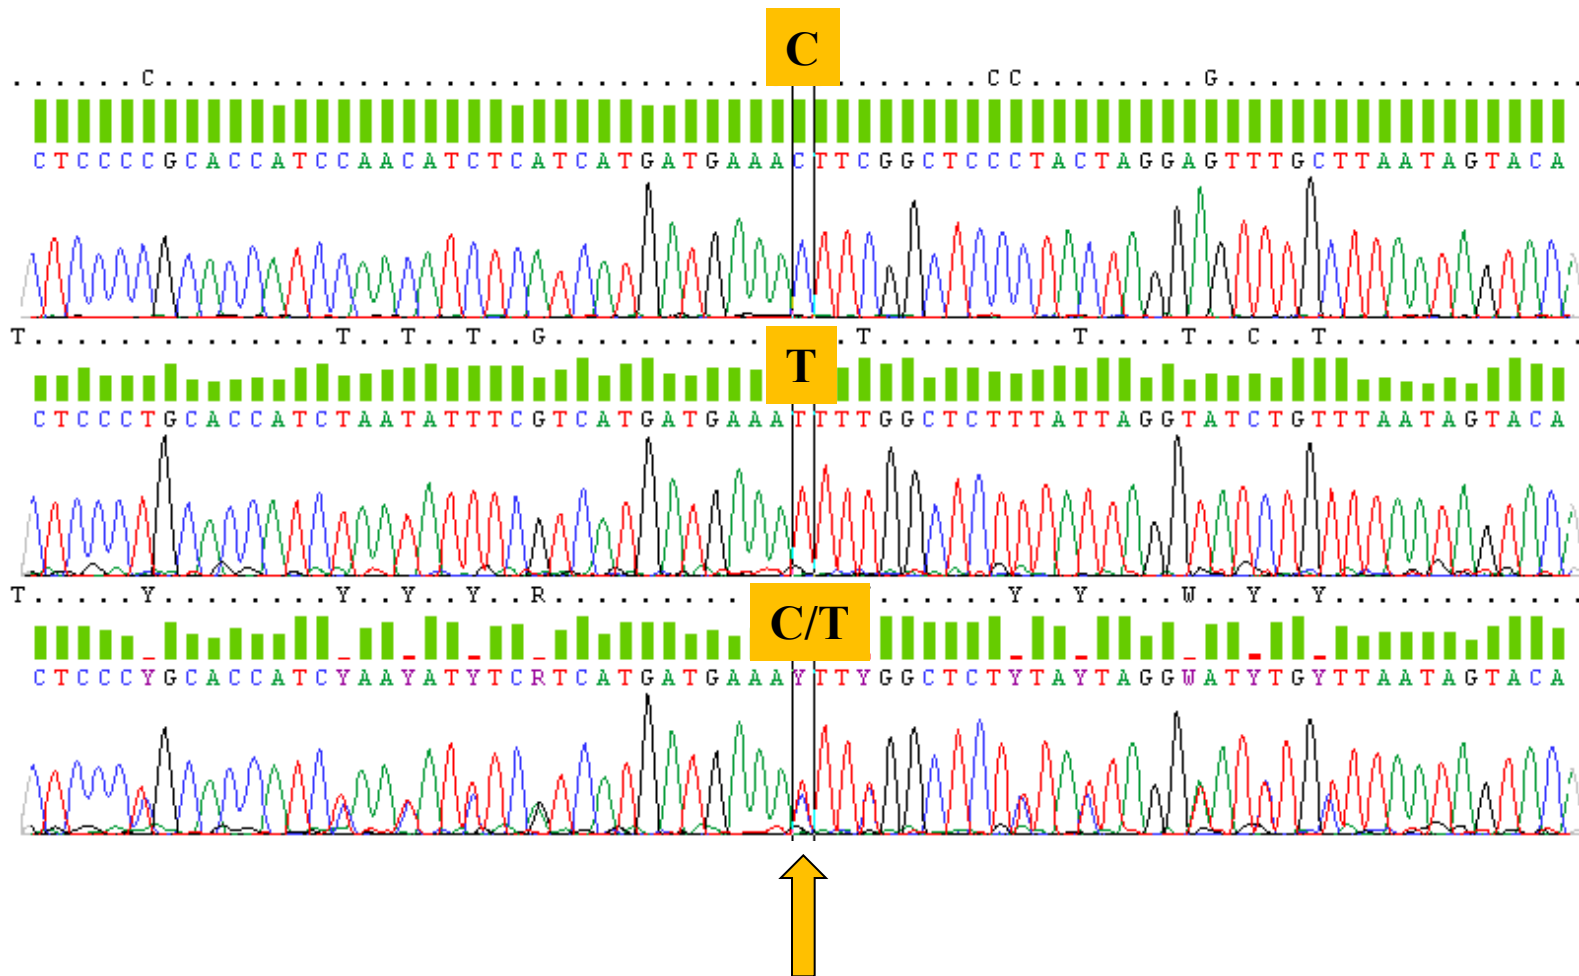 C
......C............................ .......CC........G................
CTCCCCGCACCATCCAACATCTCATCATGATGAAACTTCGGCTCCCTACTAGGAGTTTGCTTAATAGTACA
T
T..............T..T..T..G.......... .T.........T....T..C..T...........
CTCCCTGCACCATCTAATATTTCGTCATGATGAAATTTTGGCTCTTTATTAGGTATCTGTTTAATAGTACA
C/T
T.....Y........Y..Y..Y..R......... ......Y..Y....W..Y..Y...........
CTCCCYGCACCATCYAAYATYTCRTCATGATGAAAYTTYGGCTCTYTAYTAGGWATYTGYTTAATAGTACA